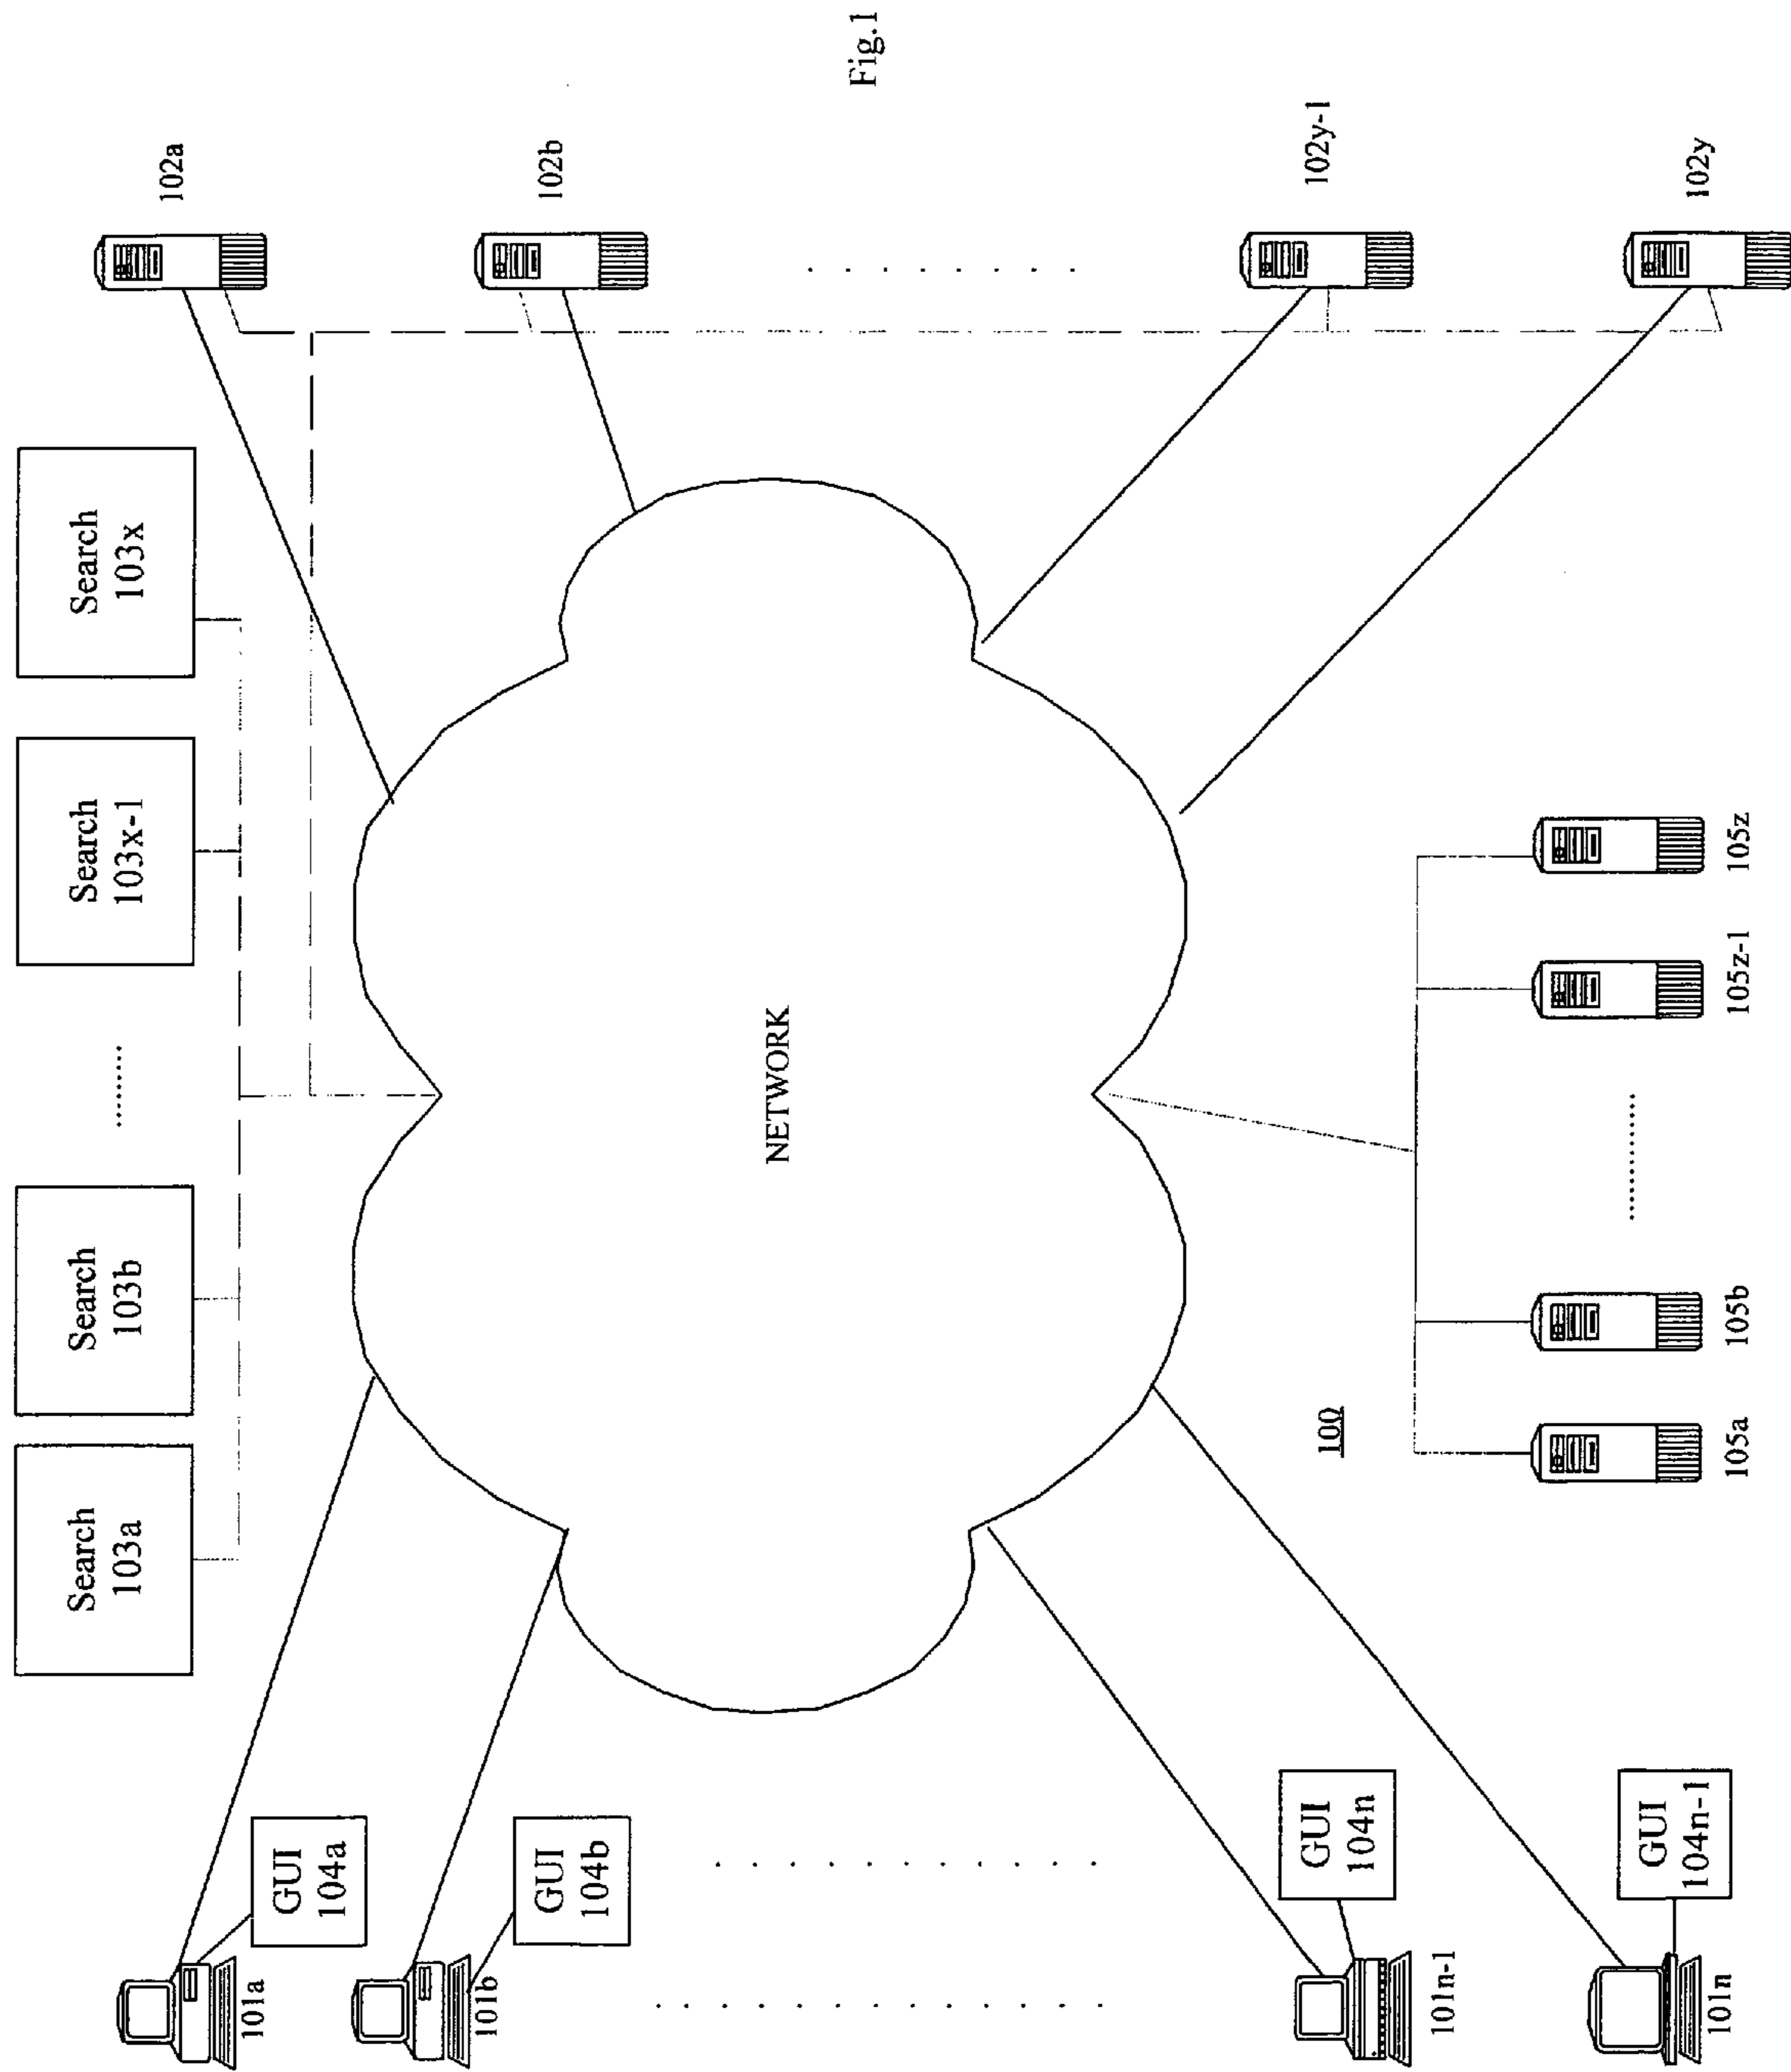 Search
103a
Search
103b
........
Search
103x-1
Search
103x
101a
GUI
104a
102a
101b
GUI
104b
102b
NETWORK
Fig.1
101n-1
GUI
104n
100
102y-1
101n
GUI
104n-1
105a
105b
..........
105z-1
105z
102y